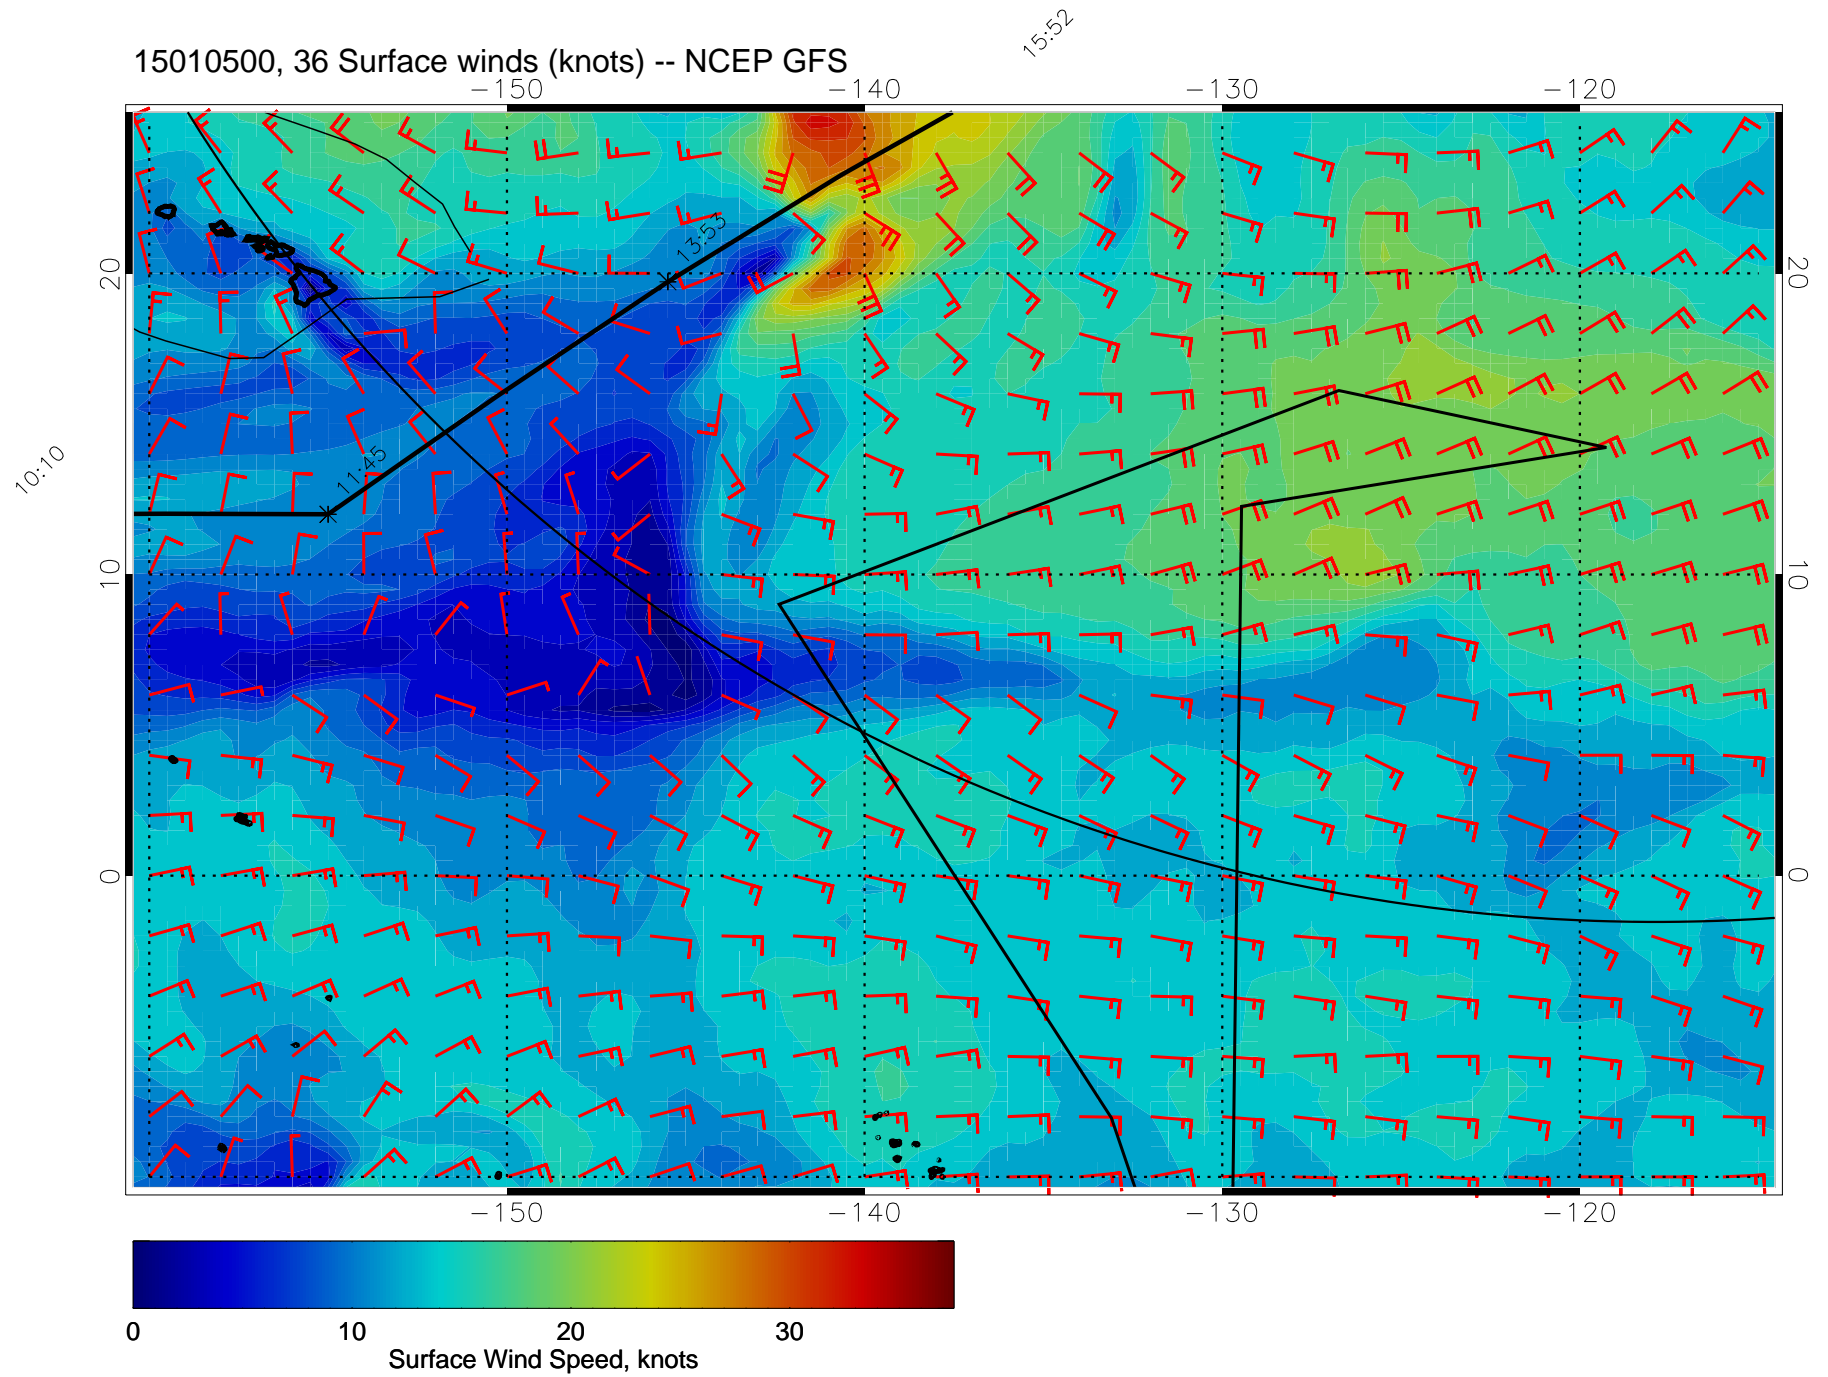 15:52
15010500, 36 Surface winds (knots) -- NCEP GFS
-150 -140 -130 -120
13:53
20 20
11:45
10:10
10 10
0 0
-150 -140 -130 -120
0 10 20 30
Surface Wind Speed, knots